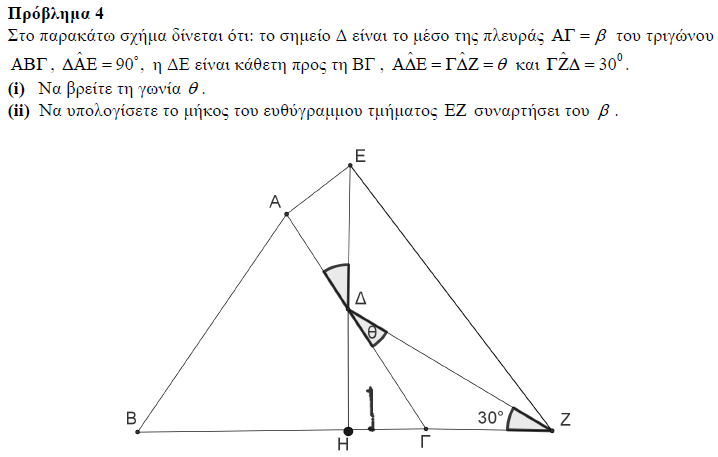 Πρόβλημα 4
Στο παρακάτω σχήμα δίνεται ότι: το σημείο Δ είναι το μέσο της πλευράς ΑΓ = β του τριγώνου
ΑΒΓ , ΔÂΕ = 90°, η ΔΕ είναι κάθετη προς τη ΒΓ , ΑΔ̂Ε = ΓΔ̂Ζ = θ και ΓΖ̂Δ = 30⁰ .
(i) Να βρείτε τη γωνία θ .
(ii) Να υπολογίσετε το μήκος του ευθύγραμμου τμήματος ΕΖ συναρτήσει του β .
Ε
Α
Δ
θ
Β
Η
Γ
30°
Ζ